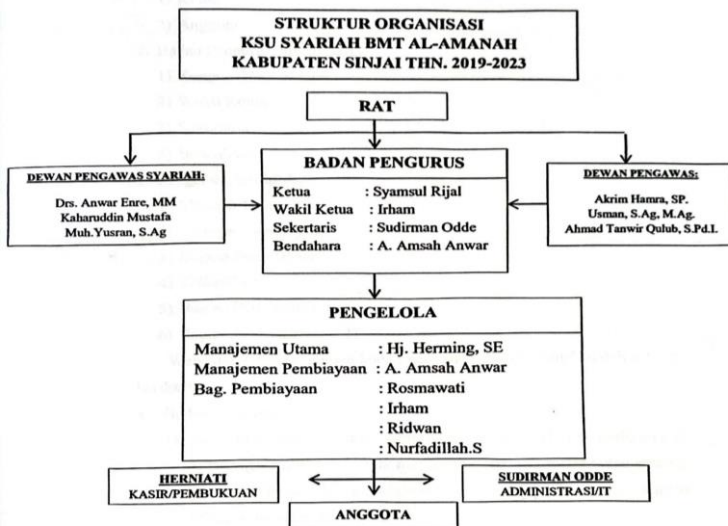 STRUKTUR ORGANISASI
KSU SYARIAH BMT AL-AMANAH
KABUPATEN SINJAI THN. 2019-2023
RAT
DEWAN PENGAWAS SYARIAH:
Drs. Anwar Enre, MM
Kaharuddin Mustafa
Muh.Yusran, S.Ag
BADAN PENGURUS
Ketua : Syamsul Rijal
Wakil Ketua : Irham
Sekertaris : Sudirman Odde
Bendahara : A. Amsah Anwar
DEWAN PENGAWAS:
Akrim Hamra, SP.
Usman, S.Ag, M.Ag.
Ahmad Tanwir Qulub, S.Pd.I.
PENGELOLA
Manajemen Utama : Hj. Herming, SE
Manajemen Pembiayaan : A. Amsah Anwar
Bag. Pembiayaan : Rosmawati
: Irham
: Ridwan
: Nurfadillah.S
HERNIATI
KASIR/PEMBUKUAN
SUDIRMAN ODDE
ADMINISTRASI/IT
ANGGOTA